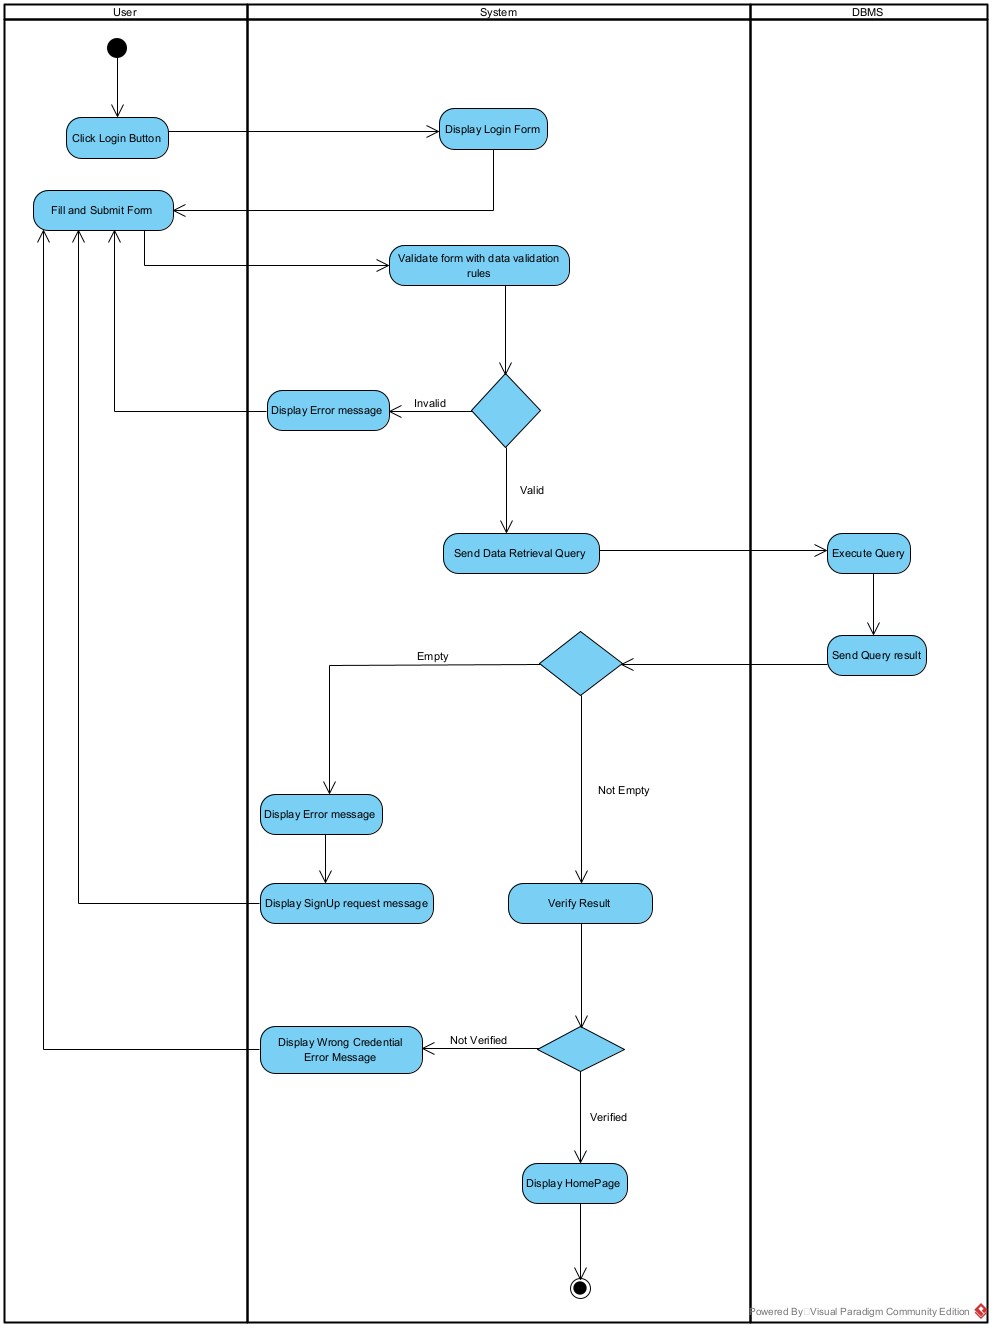 User
System
DBMS
Click Login Button
Display Login Form
Fill and Submit Form
Validate form with data validation
rules
Invalid
Display Error message
Valid
Send Data Retrieval Query
Execute Query
Send Query result
Empty
Not Empty
Display Error message
Display SignUp request message
Verify Result
Display Wrong Credential
Error Message
Not Verified
Verified
Display HomePage
Powered By Visual Paradigm Community Edition